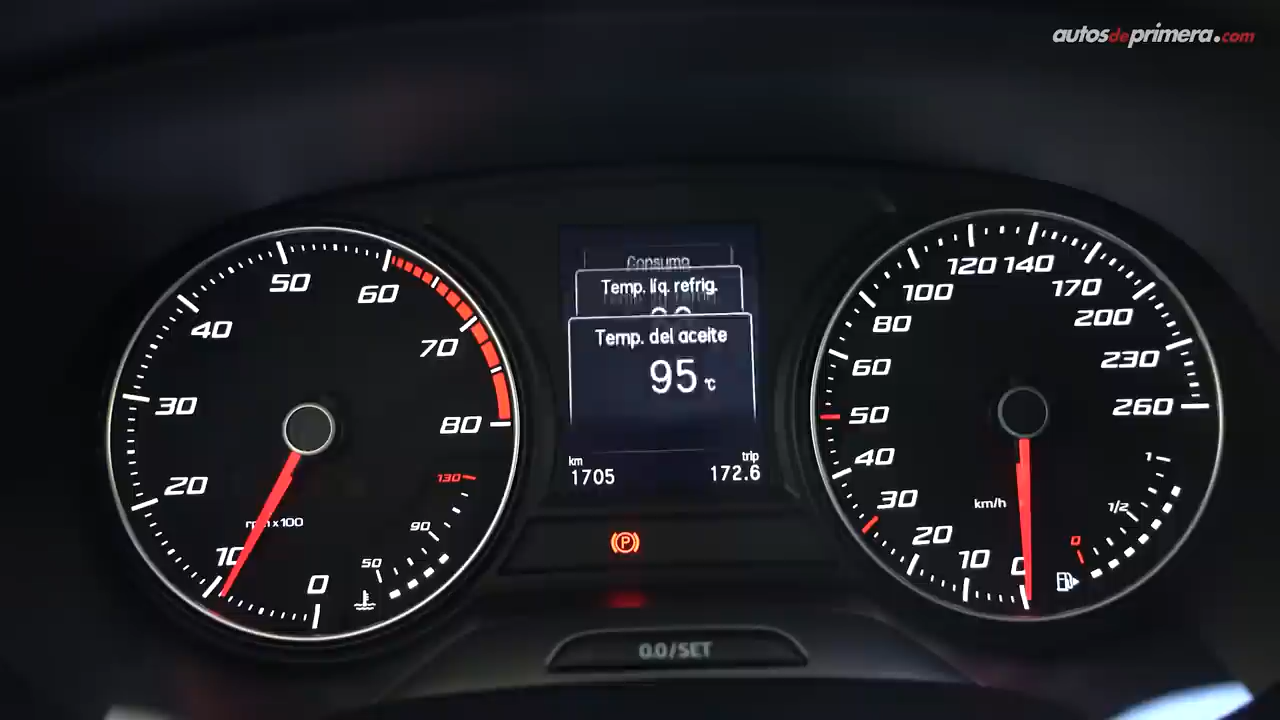 autosdeprimera.com
Consumo
Temp. líq. refrig.
Temp. del aceite
95 °C
km
1705
trip
172.6
0
10
20
30
40
50
60
70
80
rpm x100
50
90
130
0
10
20
30
40
50
60
80
100
120
140
170
200
230
260
km/h
0
1/2
1
P
0.0/SET